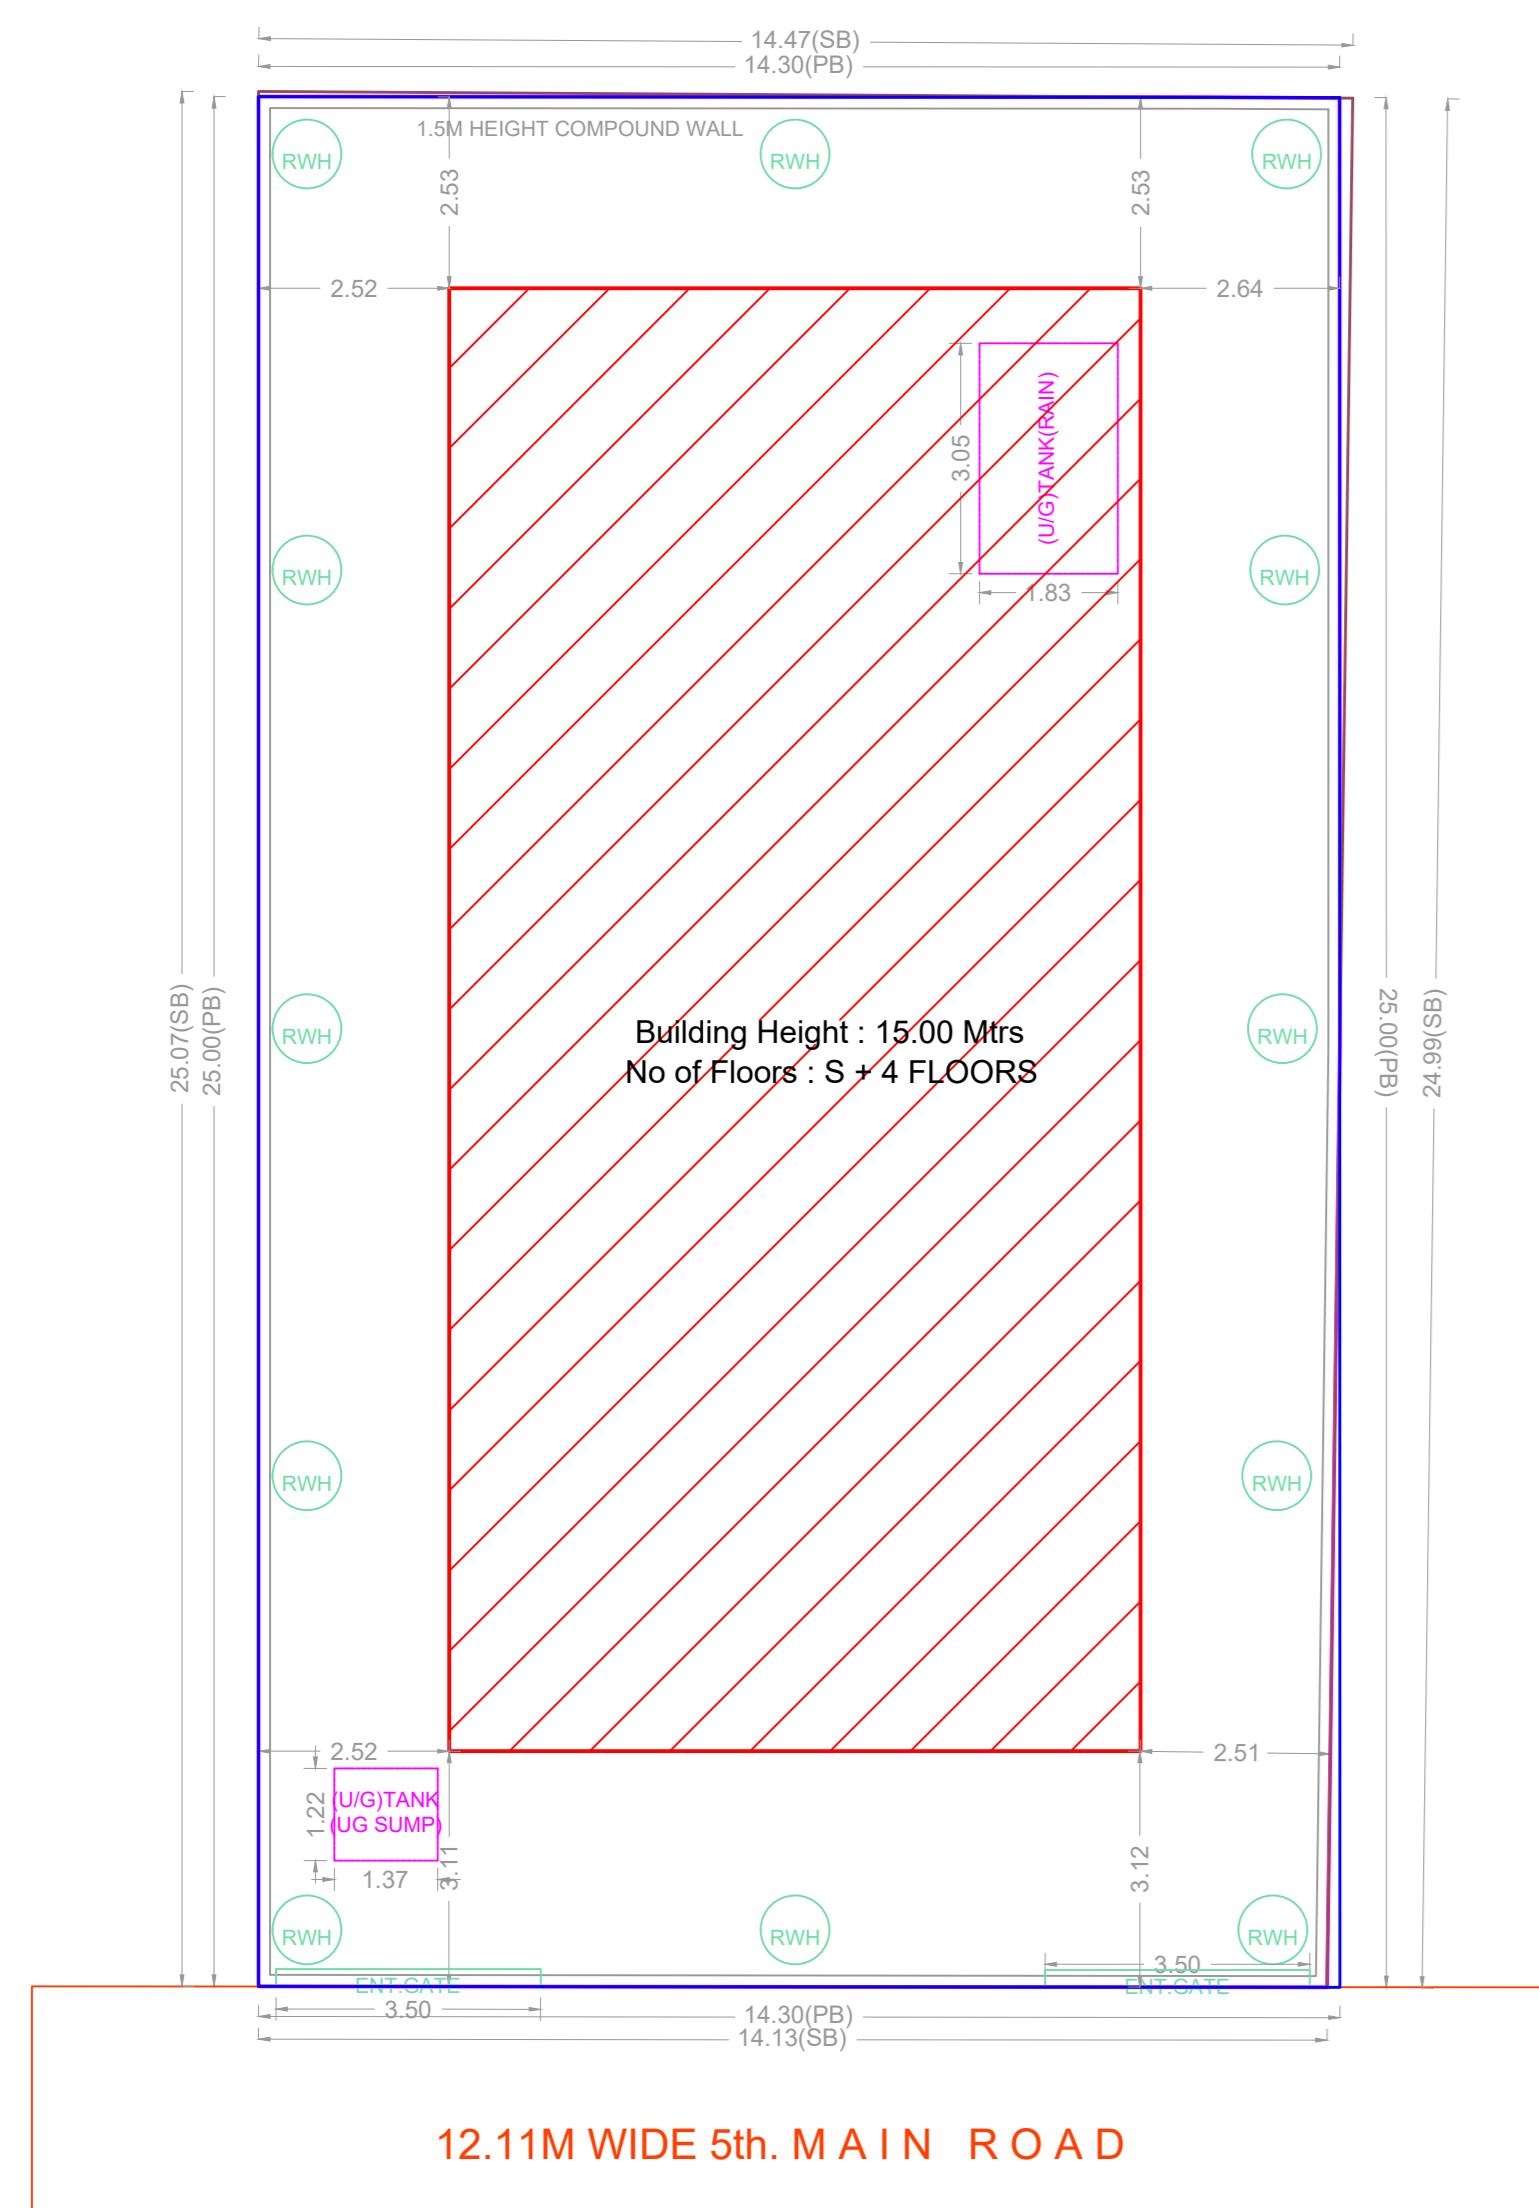 14.47(SB)
14.30(PB)
1.5M HEIGHT COMPOUND WALL
RWH
RWH
RWH
2.53
2.53
2.52
2.64
(U/G)TANK(RAIN)
3.05
1.83
RWH
RWH
Building Height : 15.00 Mtrs
No of Floors : S + 4 FLOORS
RWH
RWH
25.07(SB)
25.00(PB)
25.00(PB)
24.99(SB)
RWH
RWH
2.52
2.51
(U/G)TANK
(UG SUMP)
1.22
1.37
3.11
3.12
RWH
RWH
RWH
3.50
ENT.GATE
ENT.GATE
3.50
14.30(PB)
14.13(SB)
12.11M WIDE 5th. M A I N R O A D